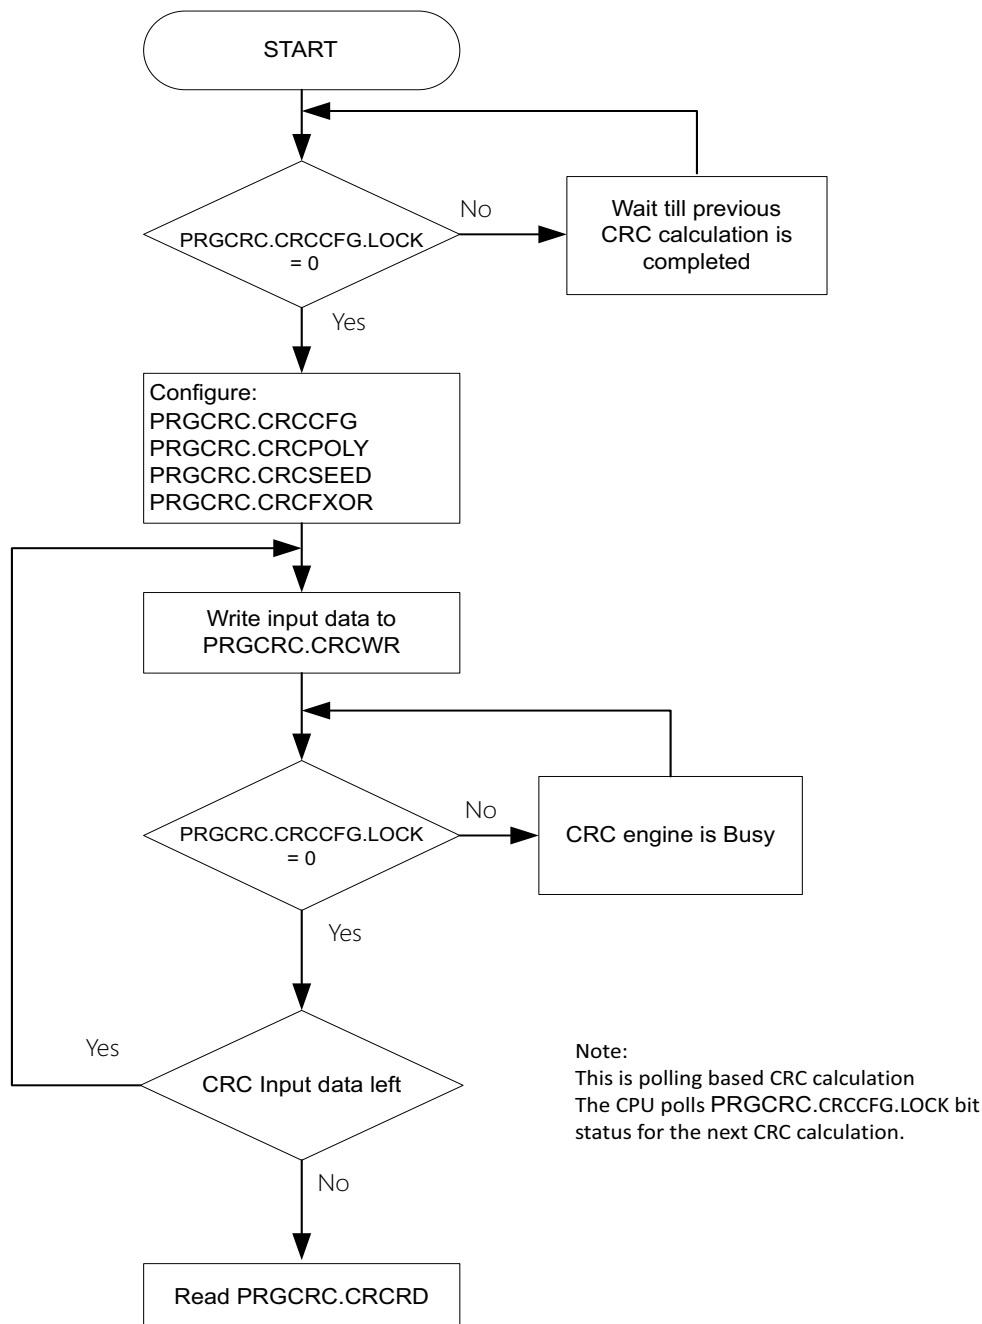 START
No
PRGCRC.CRCCFG.LOCK
= 0
Wait till previous
CRC calculation is
completed
Yes
Configure:
PRGCRC.CRCCFG
PRGCRC.CRCPOLY
PRGCRC.CRCSEED
PRGCRC.CRCFXOR
Write input data to
PRGCRC.CRCWR
No
PRGCRC.CRCCFG.LOCK
= 0
CRC engine is Busy
Yes
Yes
CRC Input data left
Note:
This is polling based CRC calculation
The CPU polls PRGCRC.CRCCFG.LOCK bit
status for the next CRC calculation.
No
Read PRGCRC.CRCRD